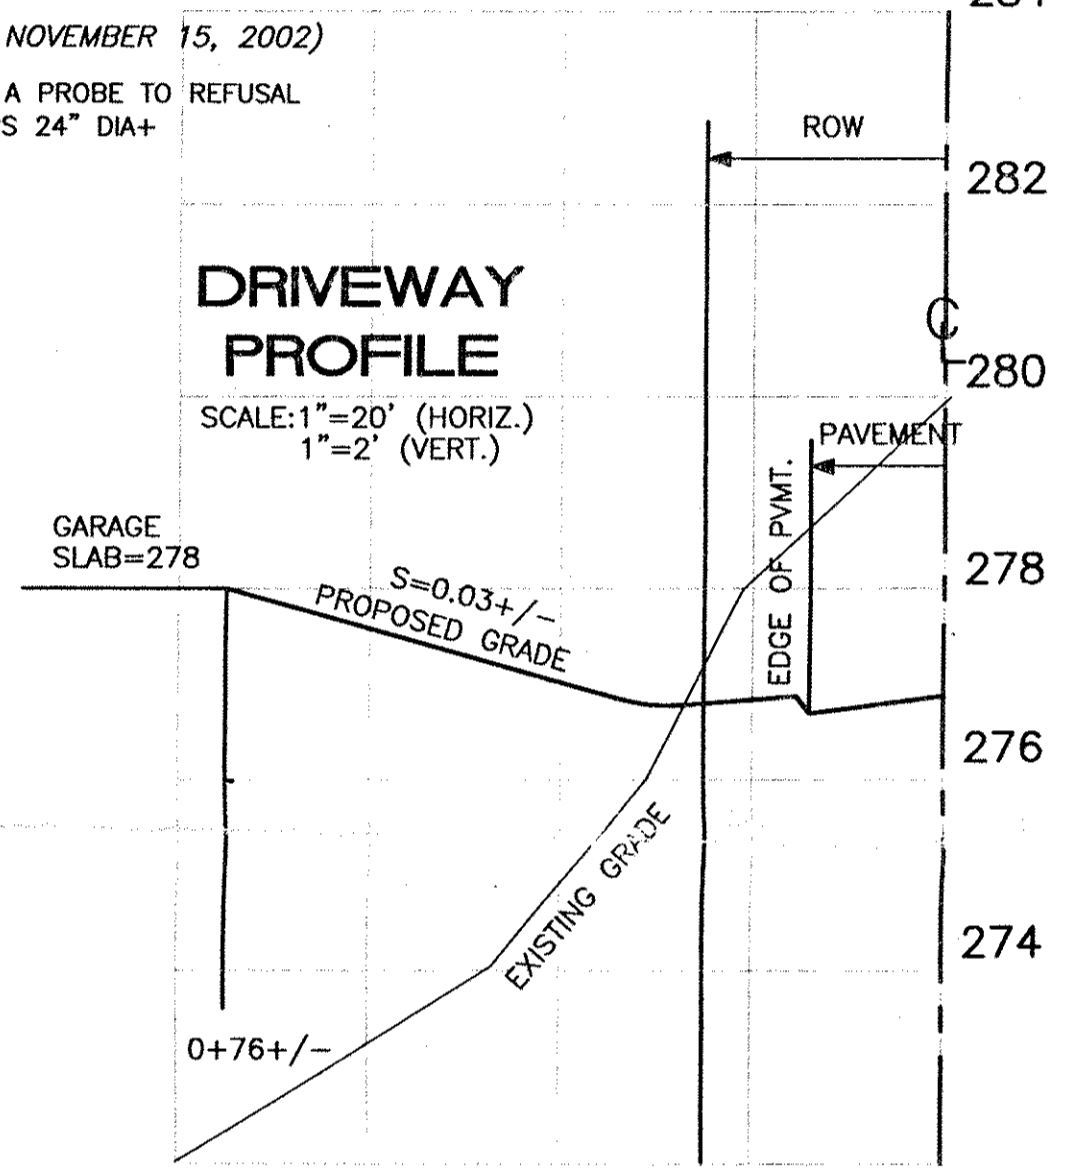 NOVEMBER 15, 2002)
A PROBE TO REFUSAL
24" DIA+
ROW
282
DRIVEWAY
PROFILE
SCALE:1"=20' (HORIZ.)
1"=2' (VERT.)
280
PAVEMENT
EDGE OF PVMT.
GARAGE
SLAB=278
278
S=0.03+/-
PROPOSED GRADE
276
EXISTING GRADE
274
0+76+/-